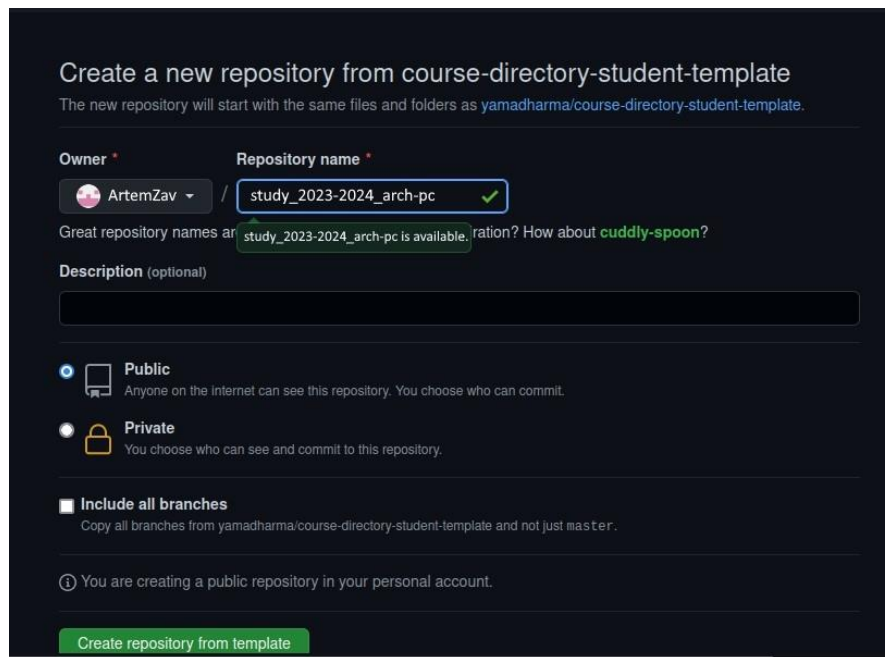 Create a new repository from course-directory-student-template
The new repository will start with the same files and folders as yamadharma/course-directory-student-template.
Owner * Repository name *
ArtemZav / study_2023-2024_arch-pc
Great repository names ar study_2023-2024_arch-pc is available. ration? How about cuddly-spoon?
Description (optional)
Public
Anyone on the internet can see this repository. You choose who can commit.
Private
You choose who can see and commit to this repository.
Include all branches
Copy all branches from yamadharma/course-directory-student-template and not just master.
You are creating a public repository in your personal account.
Create repository from template